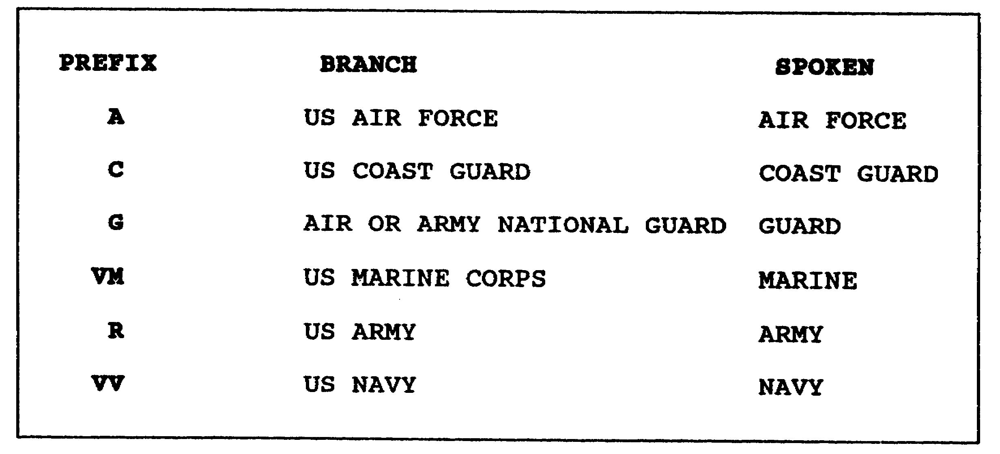 PREFIX BRANCH SPOKEN
A US AIR FORCE AIR FORCE
C US COAST GUARD COAST GUARD
G AIR OR ARMY NATIONAL GUARD GUARD
VM US MARINE CORPS MARINE
R US ARMY ARMY
VV US NAVY NAVY